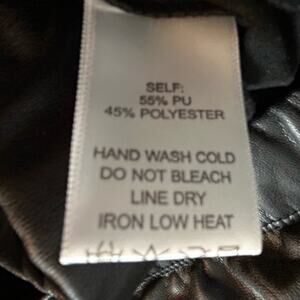 SELF:
55% PU
45% POLYESTER
HAND WASH COLD
DO NOT BLEACH
LINE DRY
IRON LOW HEAT